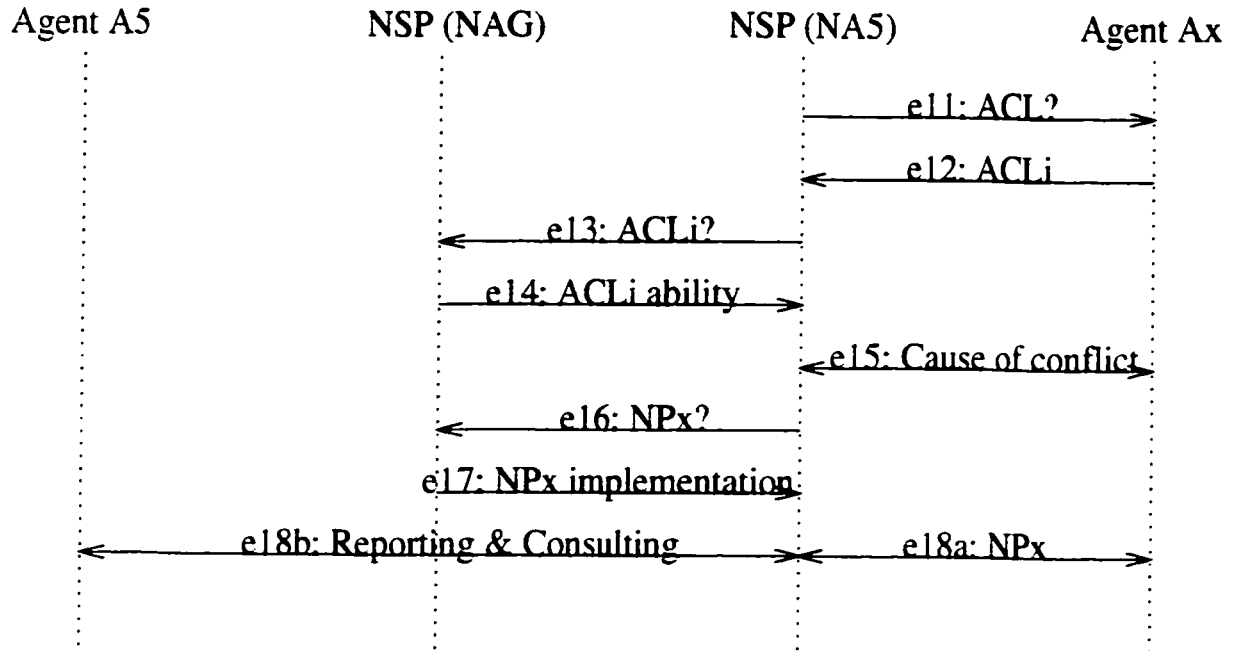 Agent A5 NSP (NAG) NSP (NA5) Agent Ax
e11: ACL?
e12: ACLi
e13: ACLi?
e14: ACLi ability
e15: Cause of conflict
e16: NPx?
e17: NPx implementation
e18b: Reporting & Consulting e18a: NPx